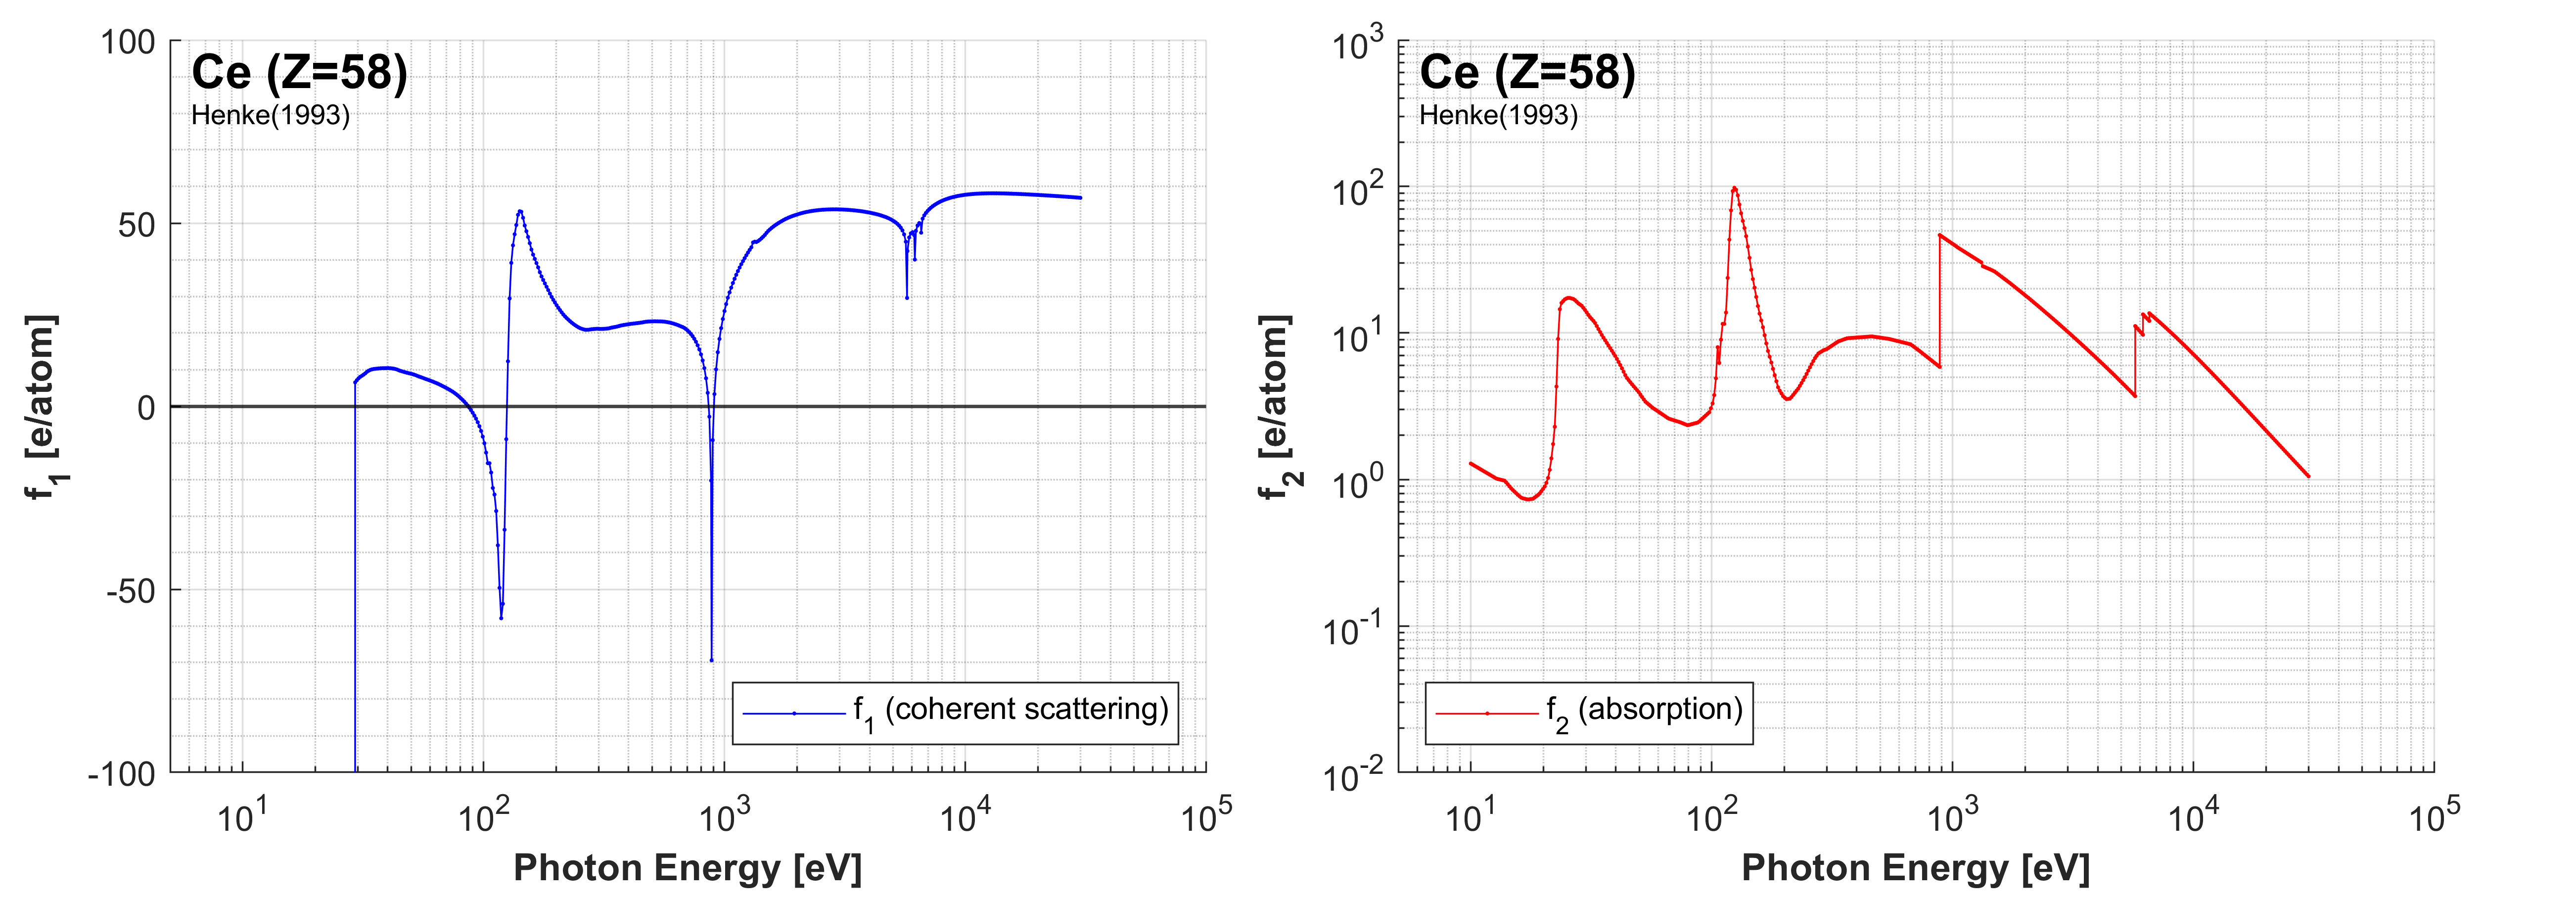 Ce (Z=58)
Henke(1993)
100
50
0
-50
-100
f₁ [e/atom]
10¹ 10² 10³ 10⁴ 10⁵
Photon Energy [eV]
f₁ (coherent scattering)
Ce (Z=58)
Henke(1993)
10³
10²
10¹
10⁰
10⁻¹
10⁻²
f₂ [e/atom]
10¹ 10² 10³ 10⁴ 10⁵
Photon Energy [eV]
f₂ (absorption)